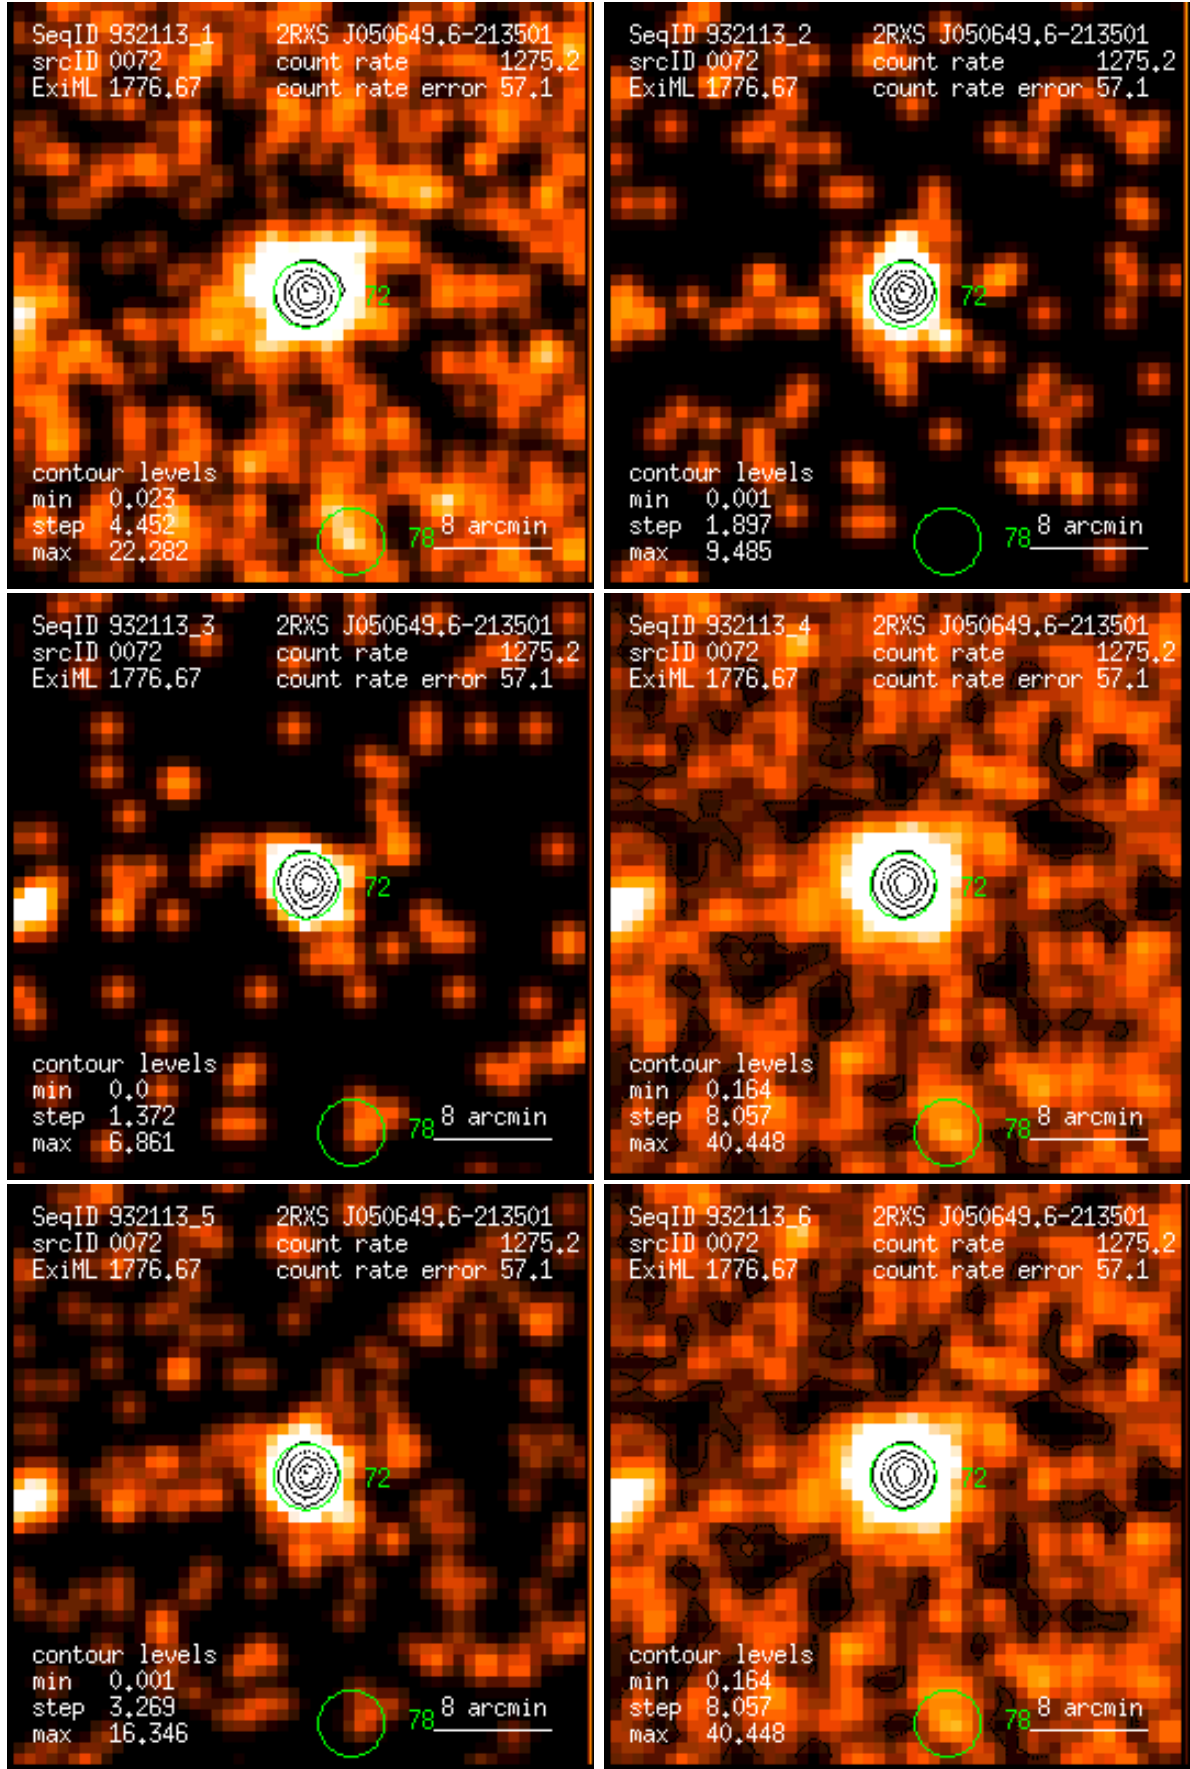 SeqID 932113_1 2RXS J050649.6-213501
srcID 0072 count rate 1275.2
ExiML 1776.67 count rate error 57.1
72
contour levels
min 0.023
step 4.452 78 8 arcmin
max 22.282
SeqID 932113_2 2RXS J050649.6-213501
srcID 0072 count rate 1275.2
ExiML 1776.67 count rate error 57.1
72
contour levels
min 0.001
step 1.897 78 8 arcmin
max 9.485
SeqID 932113_3 2RXS J050649.6-213501
srcID 0072 count rate 1275.2
ExiML 1776.67 count rate error 57.1
72
contour levels
min 0.0
step 1.372 78 8 arcmin
max 6.861
SeqID 932113_4 2RXS J050649.6-213501
srcID 0072 count rate 1275.2
ExiML 1776.67 count rate error 57.1
72
contour levels
min 0.164
step 8.057 78 8 arcmin
max 40.448
SeqID 932113_5 2RXS J050649.6-213501
srcID 0072 count rate 1275.2
ExiML 1776.67 count rate error 57.1
72
contour levels
min 0.001
step 3.269 78 8 arcmin
max 16.346
SeqID 932113_6 2RXS J050649.6-213501
srcID 0072 count rate 1275.2
ExiML 1776.67 count rate error 57.1
72
contour levels
min 0.164
step 8.057 78 8 arcmin
max 40.448